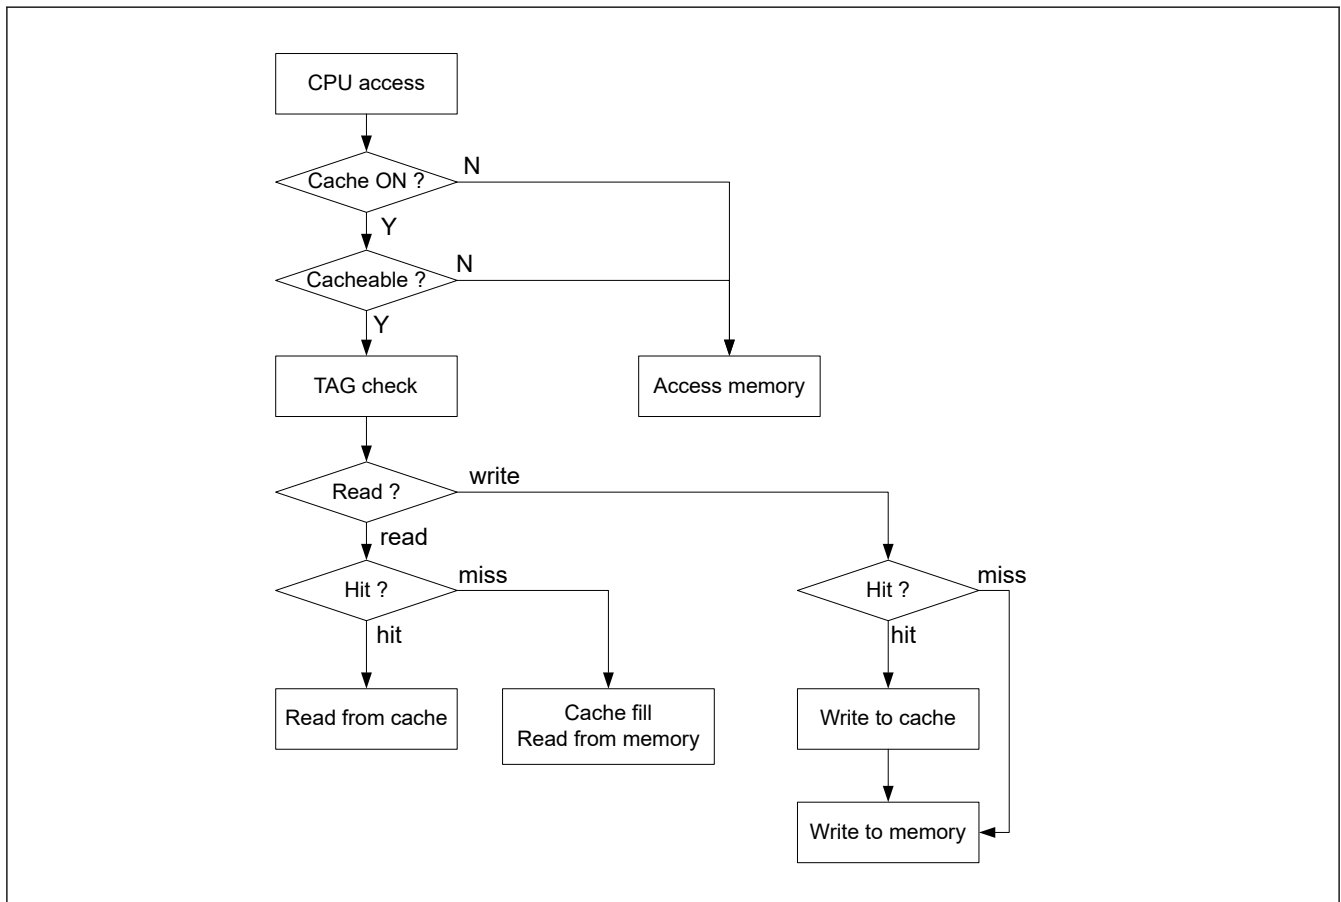 CPU access
Cache ON ?
N
Y
Cacheable ?
N
Y
TAG check
Access memory
Read ?
write
read
Hit ?
miss
hit
Hit ?
miss
hit
Read from cache
Cache fill
Read from memory
Write to cache
Write to memory